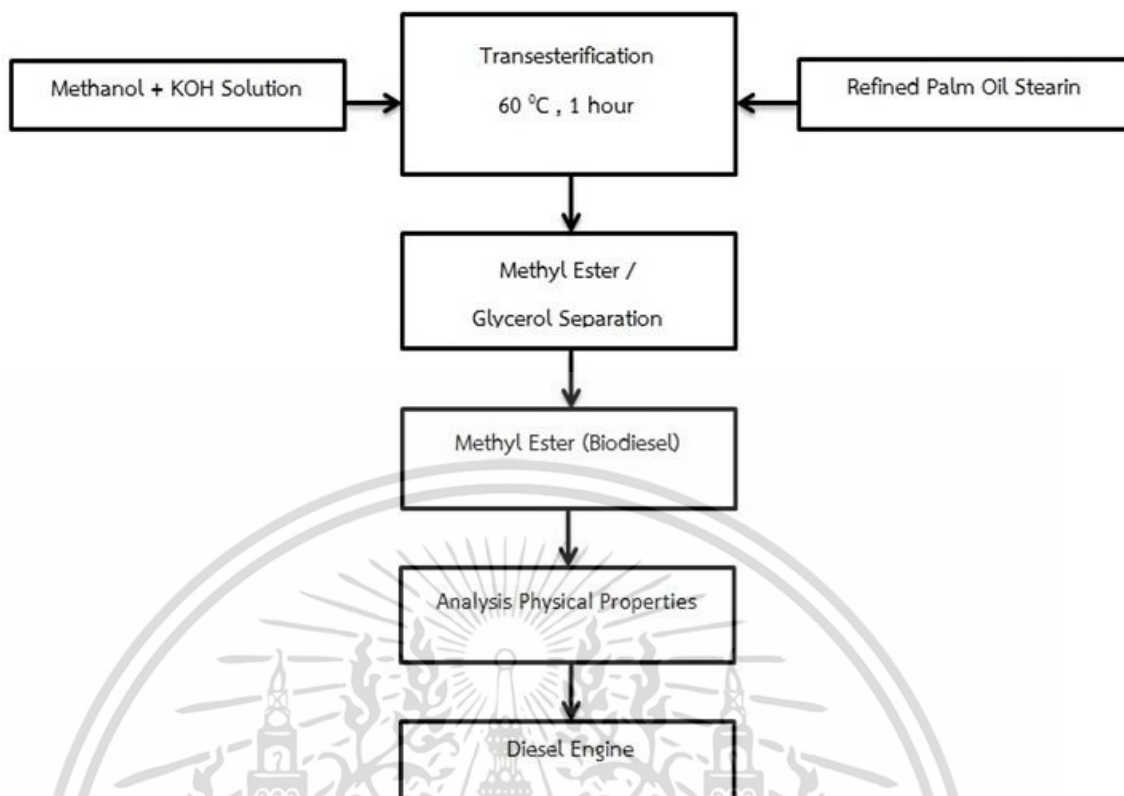 Transesterification
60 ⁰C , 1 hour
Methanol + KOH Solution
Refined Palm Oil Stearin
Methyl Ester /
Glycerol Separation
Methyl Ester (Biodiesel)
Analysis Physical Properties
Diesel Engine